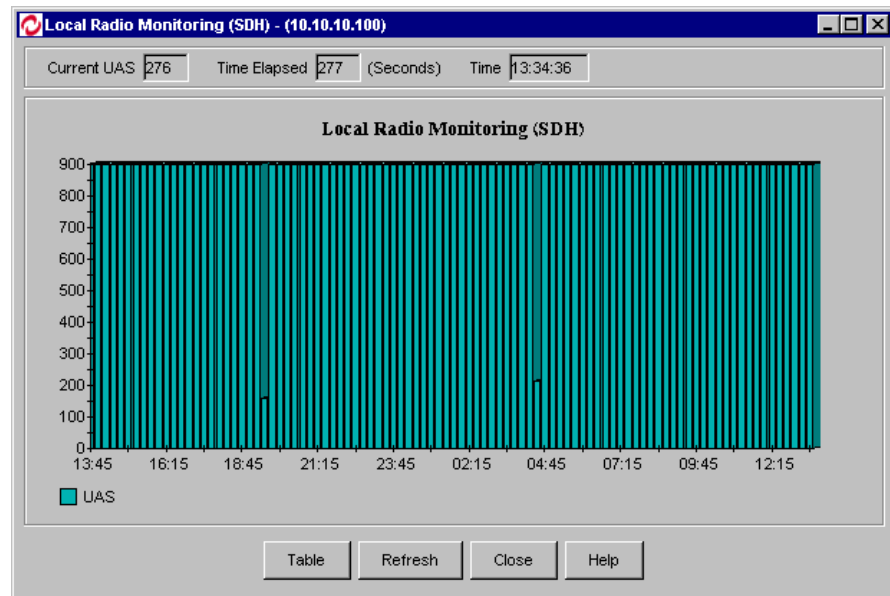 Local Radio Monitoring (SDH) - (10.10.10.100)
Current UAS 276 Time Elapsed 277 (Seconds) Time 13:34:36
Local Radio Monitoring (SDH)
900
800
700
600
500
400
300
200
100
0
13:45 16:15 18:45 21:15 23:45 02:15 04:45 07:15 09:45 12:15
UAS
Table Refresh Close Help